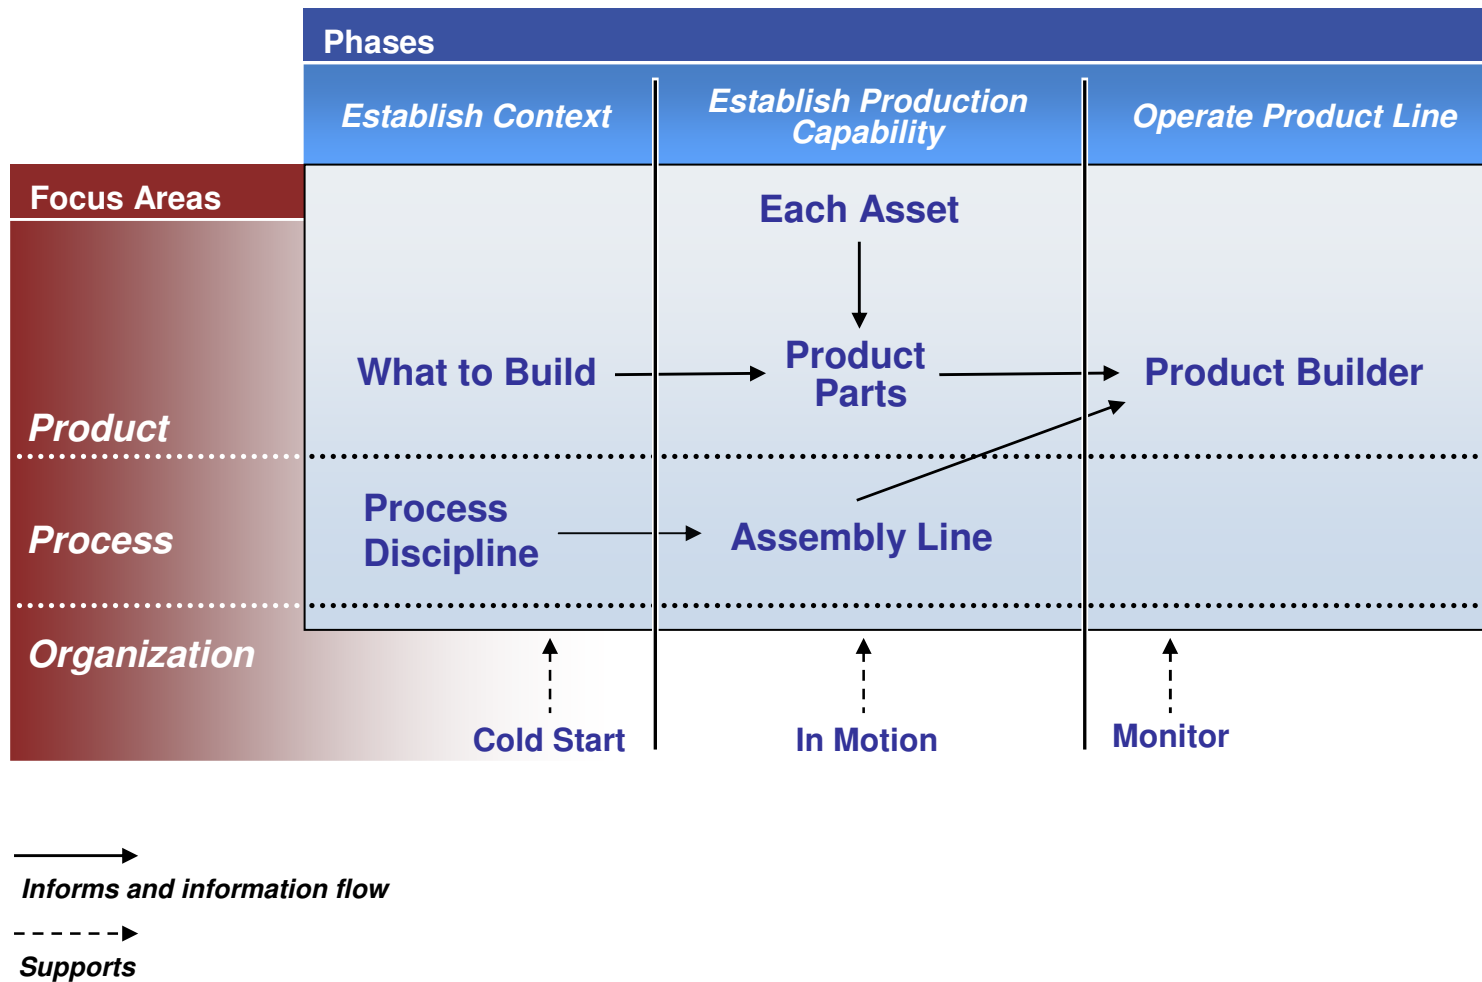 Phases
Establish Context
Establish Production
Capability
Operate Product Line
Focus Areas
Each Asset
What to Build
Product
Parts
Product Builder
Product
Process
Discipline
Assembly Line
Process
Organization
Cold Start
In Motion
Monitor
Informs and information flow
Supports